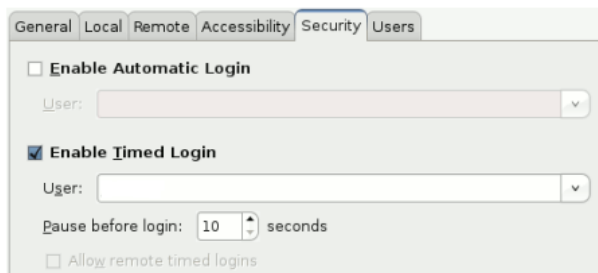 General Local Remote Accessibility Security Users
Enable Automatic Login
User:
Enable Timed Login
User:
Pause before login: 10 seconds
Allow remote timed logins